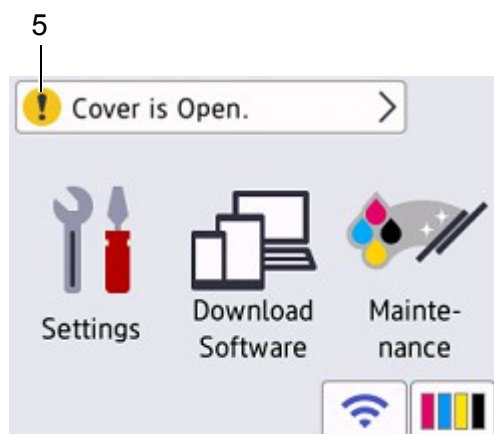 5
Cover is Open.
Settings
Download
Software
Mainte-
nance